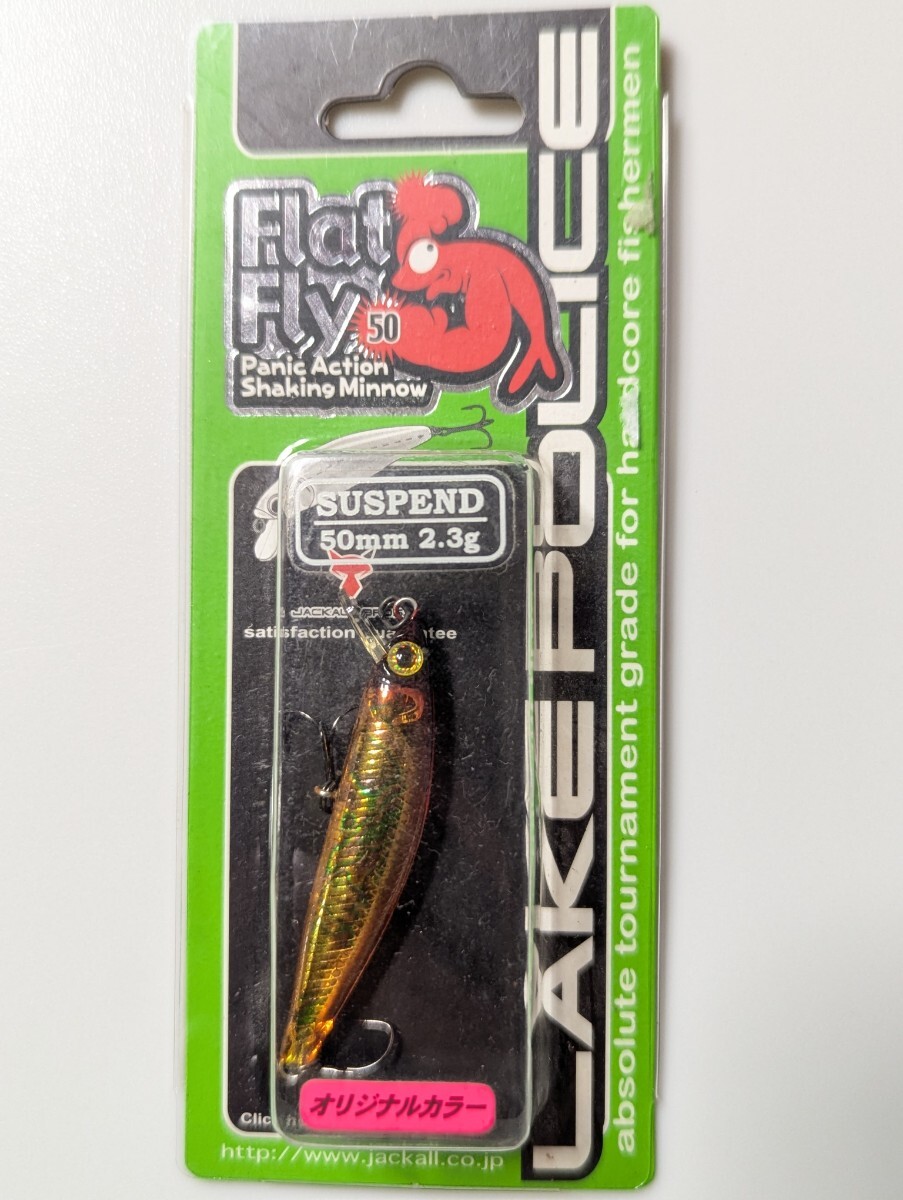 Flat
Fly
50
Panic Action
Shaking Minnow
SUSPEND
50mm 2.3g
JACKALL
satisfaction
オリジナルカラー
http://www.jackall.co.jp
LAKE POLICE
absolute tournament grade for hardcore fishermen